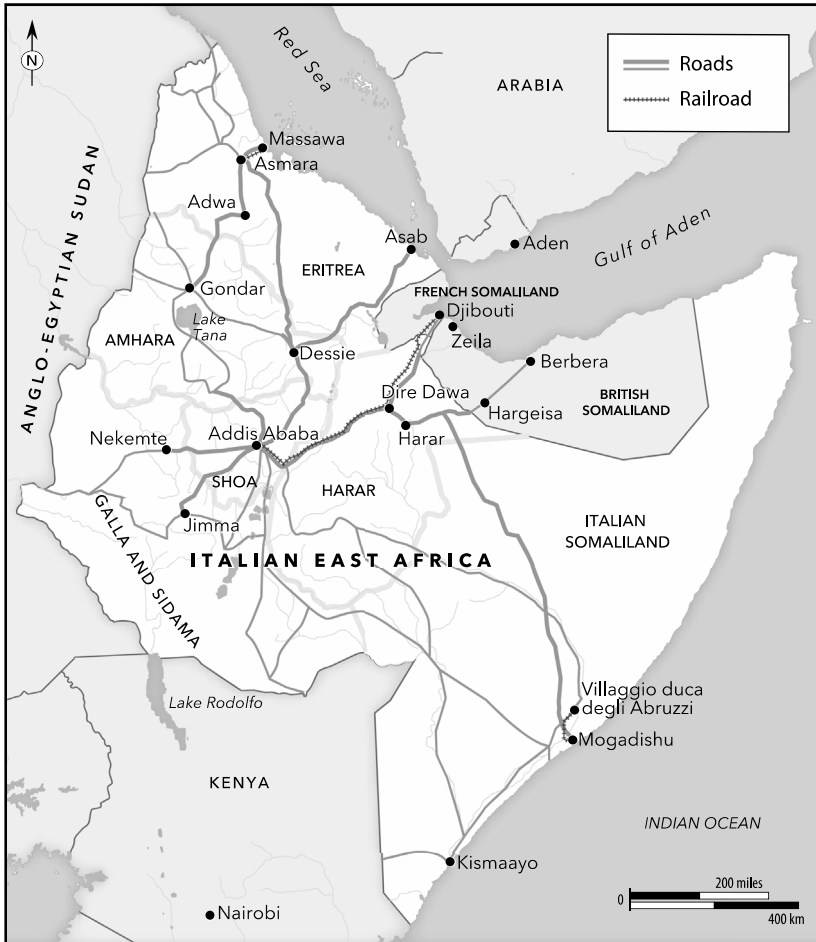 N
Red Sea
ARABIA
Roads
Railroad
ANGLO-EGYPTIAN SUDAN
Massawa
Asmara
Adwa
Asab
Aden
Gulf of Aden
ERITREA
Gondar
FRENCH SOMALILAND
Djibouti
Zeila
Lake
Tana
AMHARA
Dessie
Berbera
BRITISH
SOMALILAND
Dire Dawa
Hargeisa
Harar
Addis Ababa
Nekemte
SHOA
HARAR
Jimma
GALLA AND SIDAMA
ITALIAN
SOMALILAND
ITALIAN EAST AFRICA
Lake Rodolfo
Villaggio duca
degli Abruzzi
Mogadishu
KENYA
INDIAN OCEAN
Kismaayo
Nairobi
200 miles
0
400 km